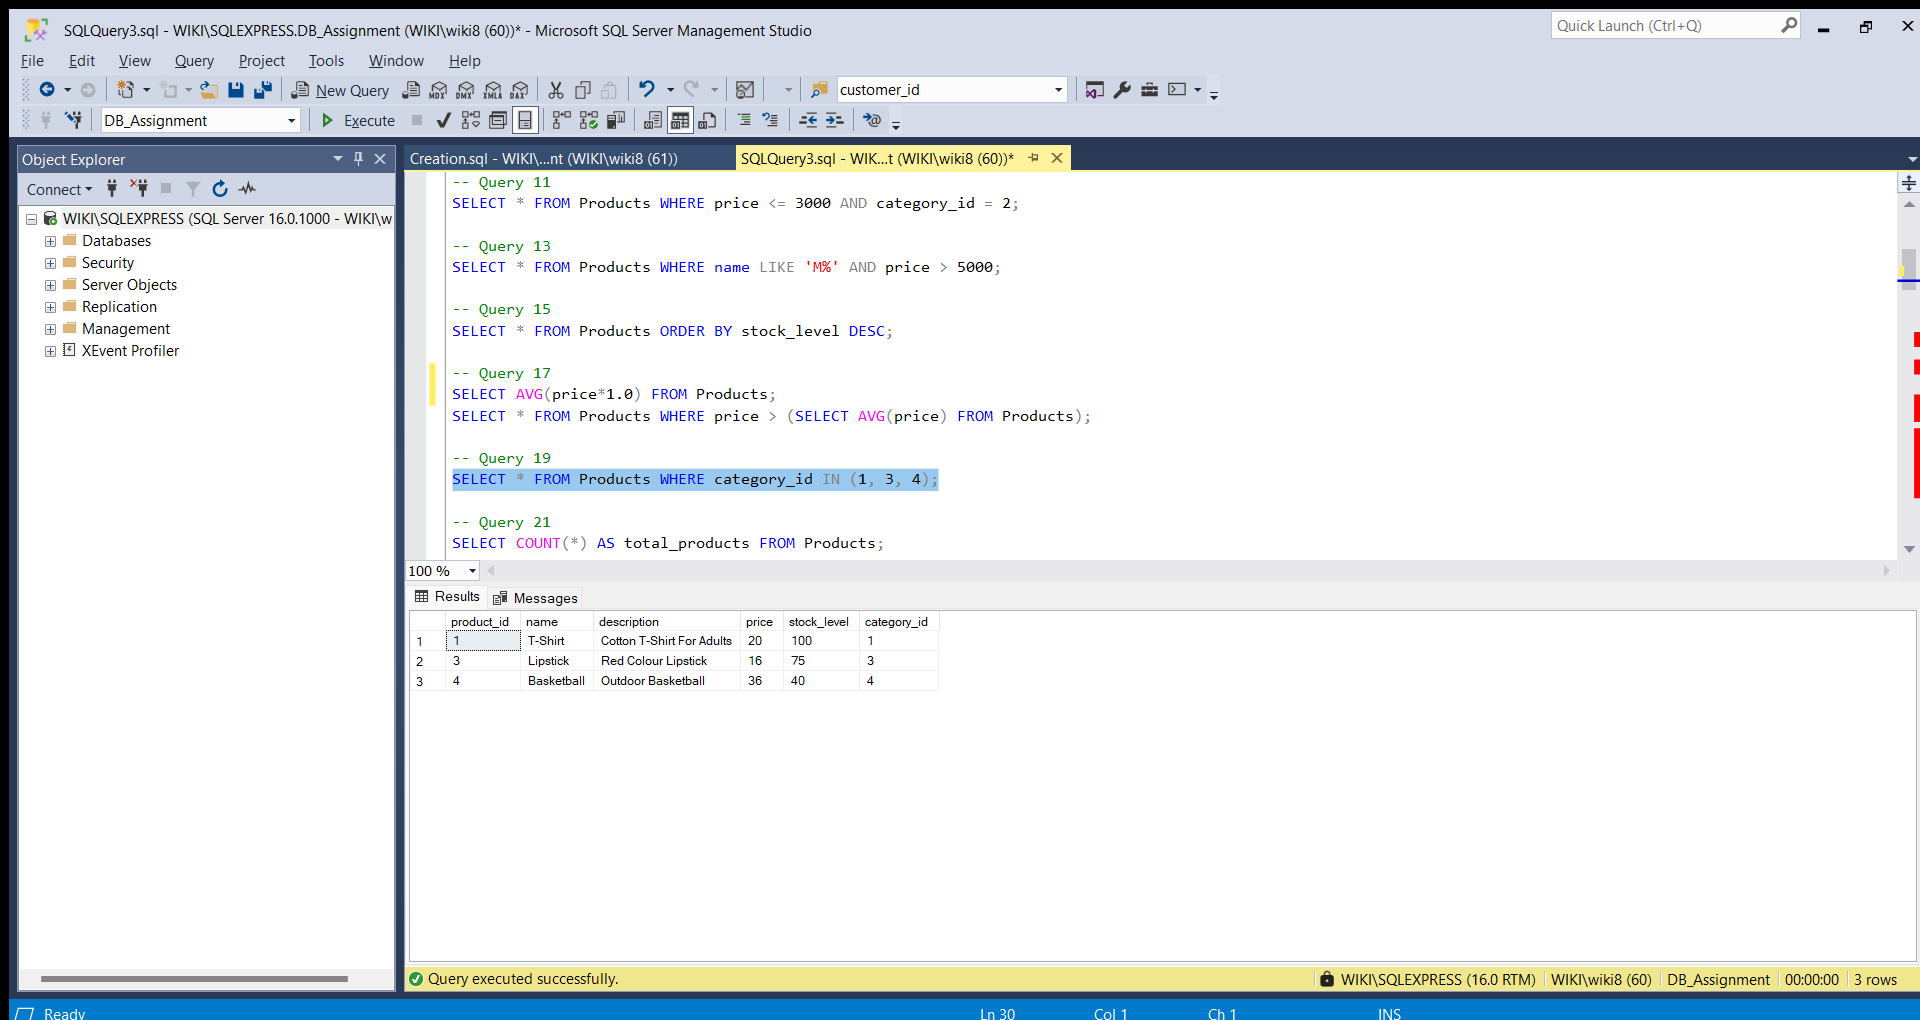 SQLQuery3.sql - WIKI\SQLEXPRESS.DB_Assignment (WIKI\wiki8 (60))* - Microsoft SQL Server Management Studio
Quick Launch (Ctrl+Q)
File Edit View Query Project Tools Window Help
New Query MDX DMX XMLA DAX customer_id
DB_Assignment Execute
Object Explorer
Creation.sql - WIKI\...nt (WIKI\wiki8 (61))
SQLQuery3.sql - WIK...t (WIKI\wiki8 (60))*
Connect
WIKI\SQLEXPRESS (SQL Server 16.0.1000 - WIKI\w
Databases
Security
Server Objects
Replication
Management
XEvent Profiler
-- Query 11
SELECT * FROM Products WHERE price <= 3000 AND category_id = 2;
-- Query 13
SELECT * FROM Products WHERE name LIKE 'M%' AND price > 5000;
-- Query 15
SELECT * FROM Products ORDER BY stock_level DESC;
-- Query 17
SELECT AVG(price*1.0) FROM Products;
SELECT * FROM Products WHERE price > (SELECT AVG(price) FROM Products);
-- Query 19
SELECT * FROM Products WHERE category_id IN (1, 3, 4);
-- Query 21
SELECT COUNT(*) AS total_products FROM Products;
100 %
Results Messages
product_id name description price stock_level category_id
1 1 T-Shirt Cotton T-Shirt For Adults 20 100 1
2 3 Lipstick Red Colour Lipstick 16 75 3
3 4 Basketball Outdoor Basketball 36 40 4
Query executed successfully.
WIKI\SQLEXPRESS (16.0 RTM) WIKI\wiki8 (60) DB_Assignment 00:00:00 3 rows
Ready Ln 30 Col 1 Ch 1 INS